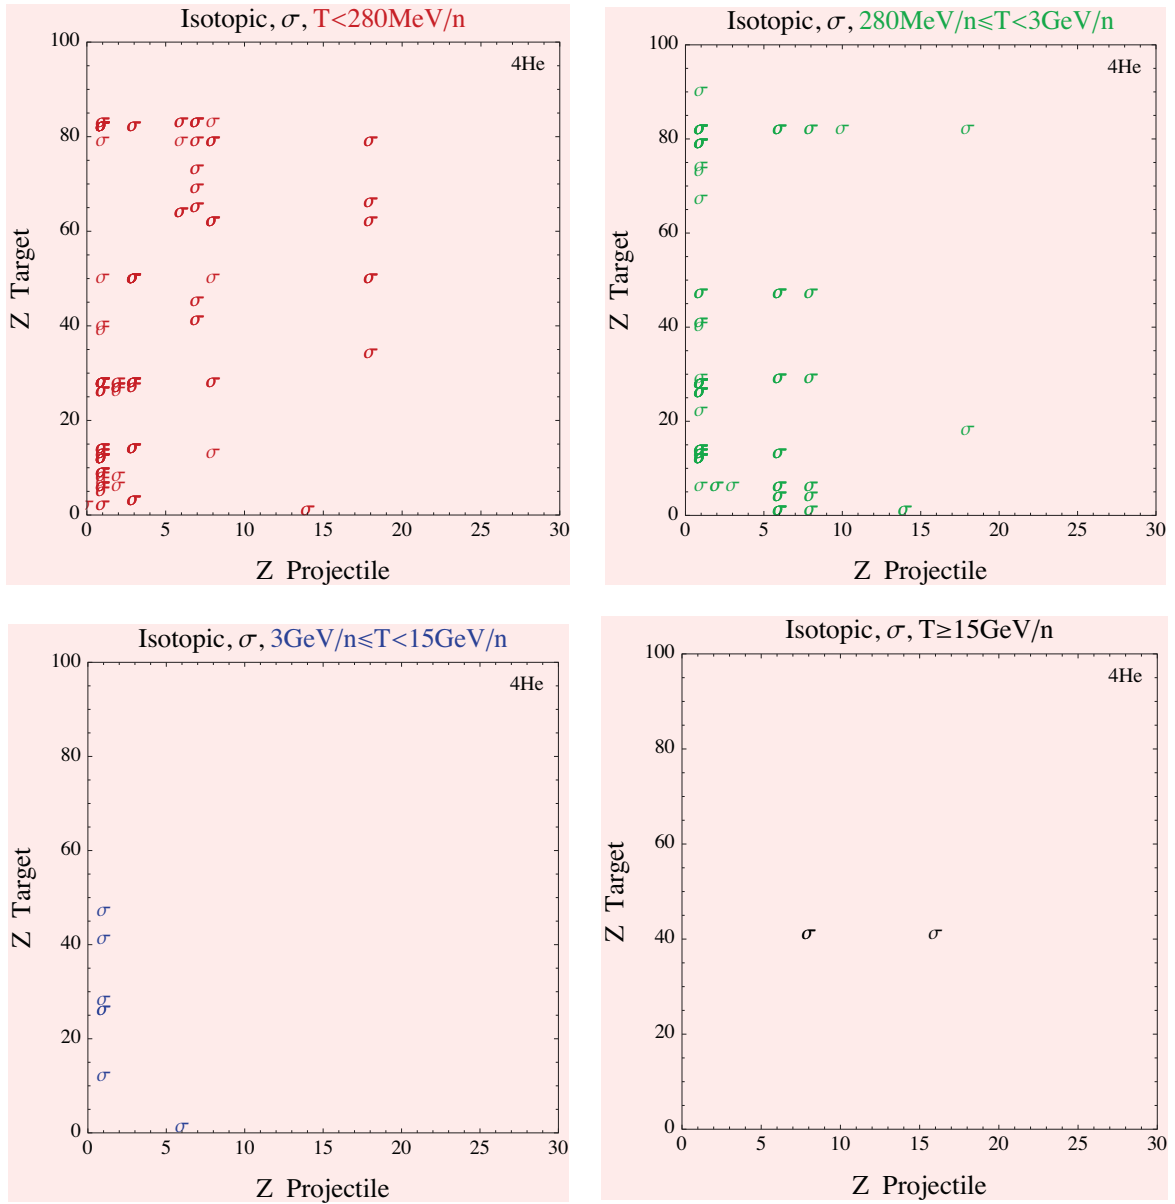 Isotopic, σ, T<280MeV/n
4He
100
80
60
40
20
0
Z Target
0 5 10 15 20 25 30
Z Projectile
Isotopic, σ, 280MeV/n≤T<3GeV/n
4He
100
80
60
40
20
0
Z Target
0 5 10 15 20 25 30
Z Projectile
Isotopic, σ, 3GeV/n≤T<15GeV/n
4He
100
80
60
40
20
0
Z Target
0 5 10 15 20 25 30
Z Projectile
Isotopic, σ, T≥15GeV/n
4He
100
80
60
40
20
0
Z Target
0 5 10 15 20 25 30
Z Projectile